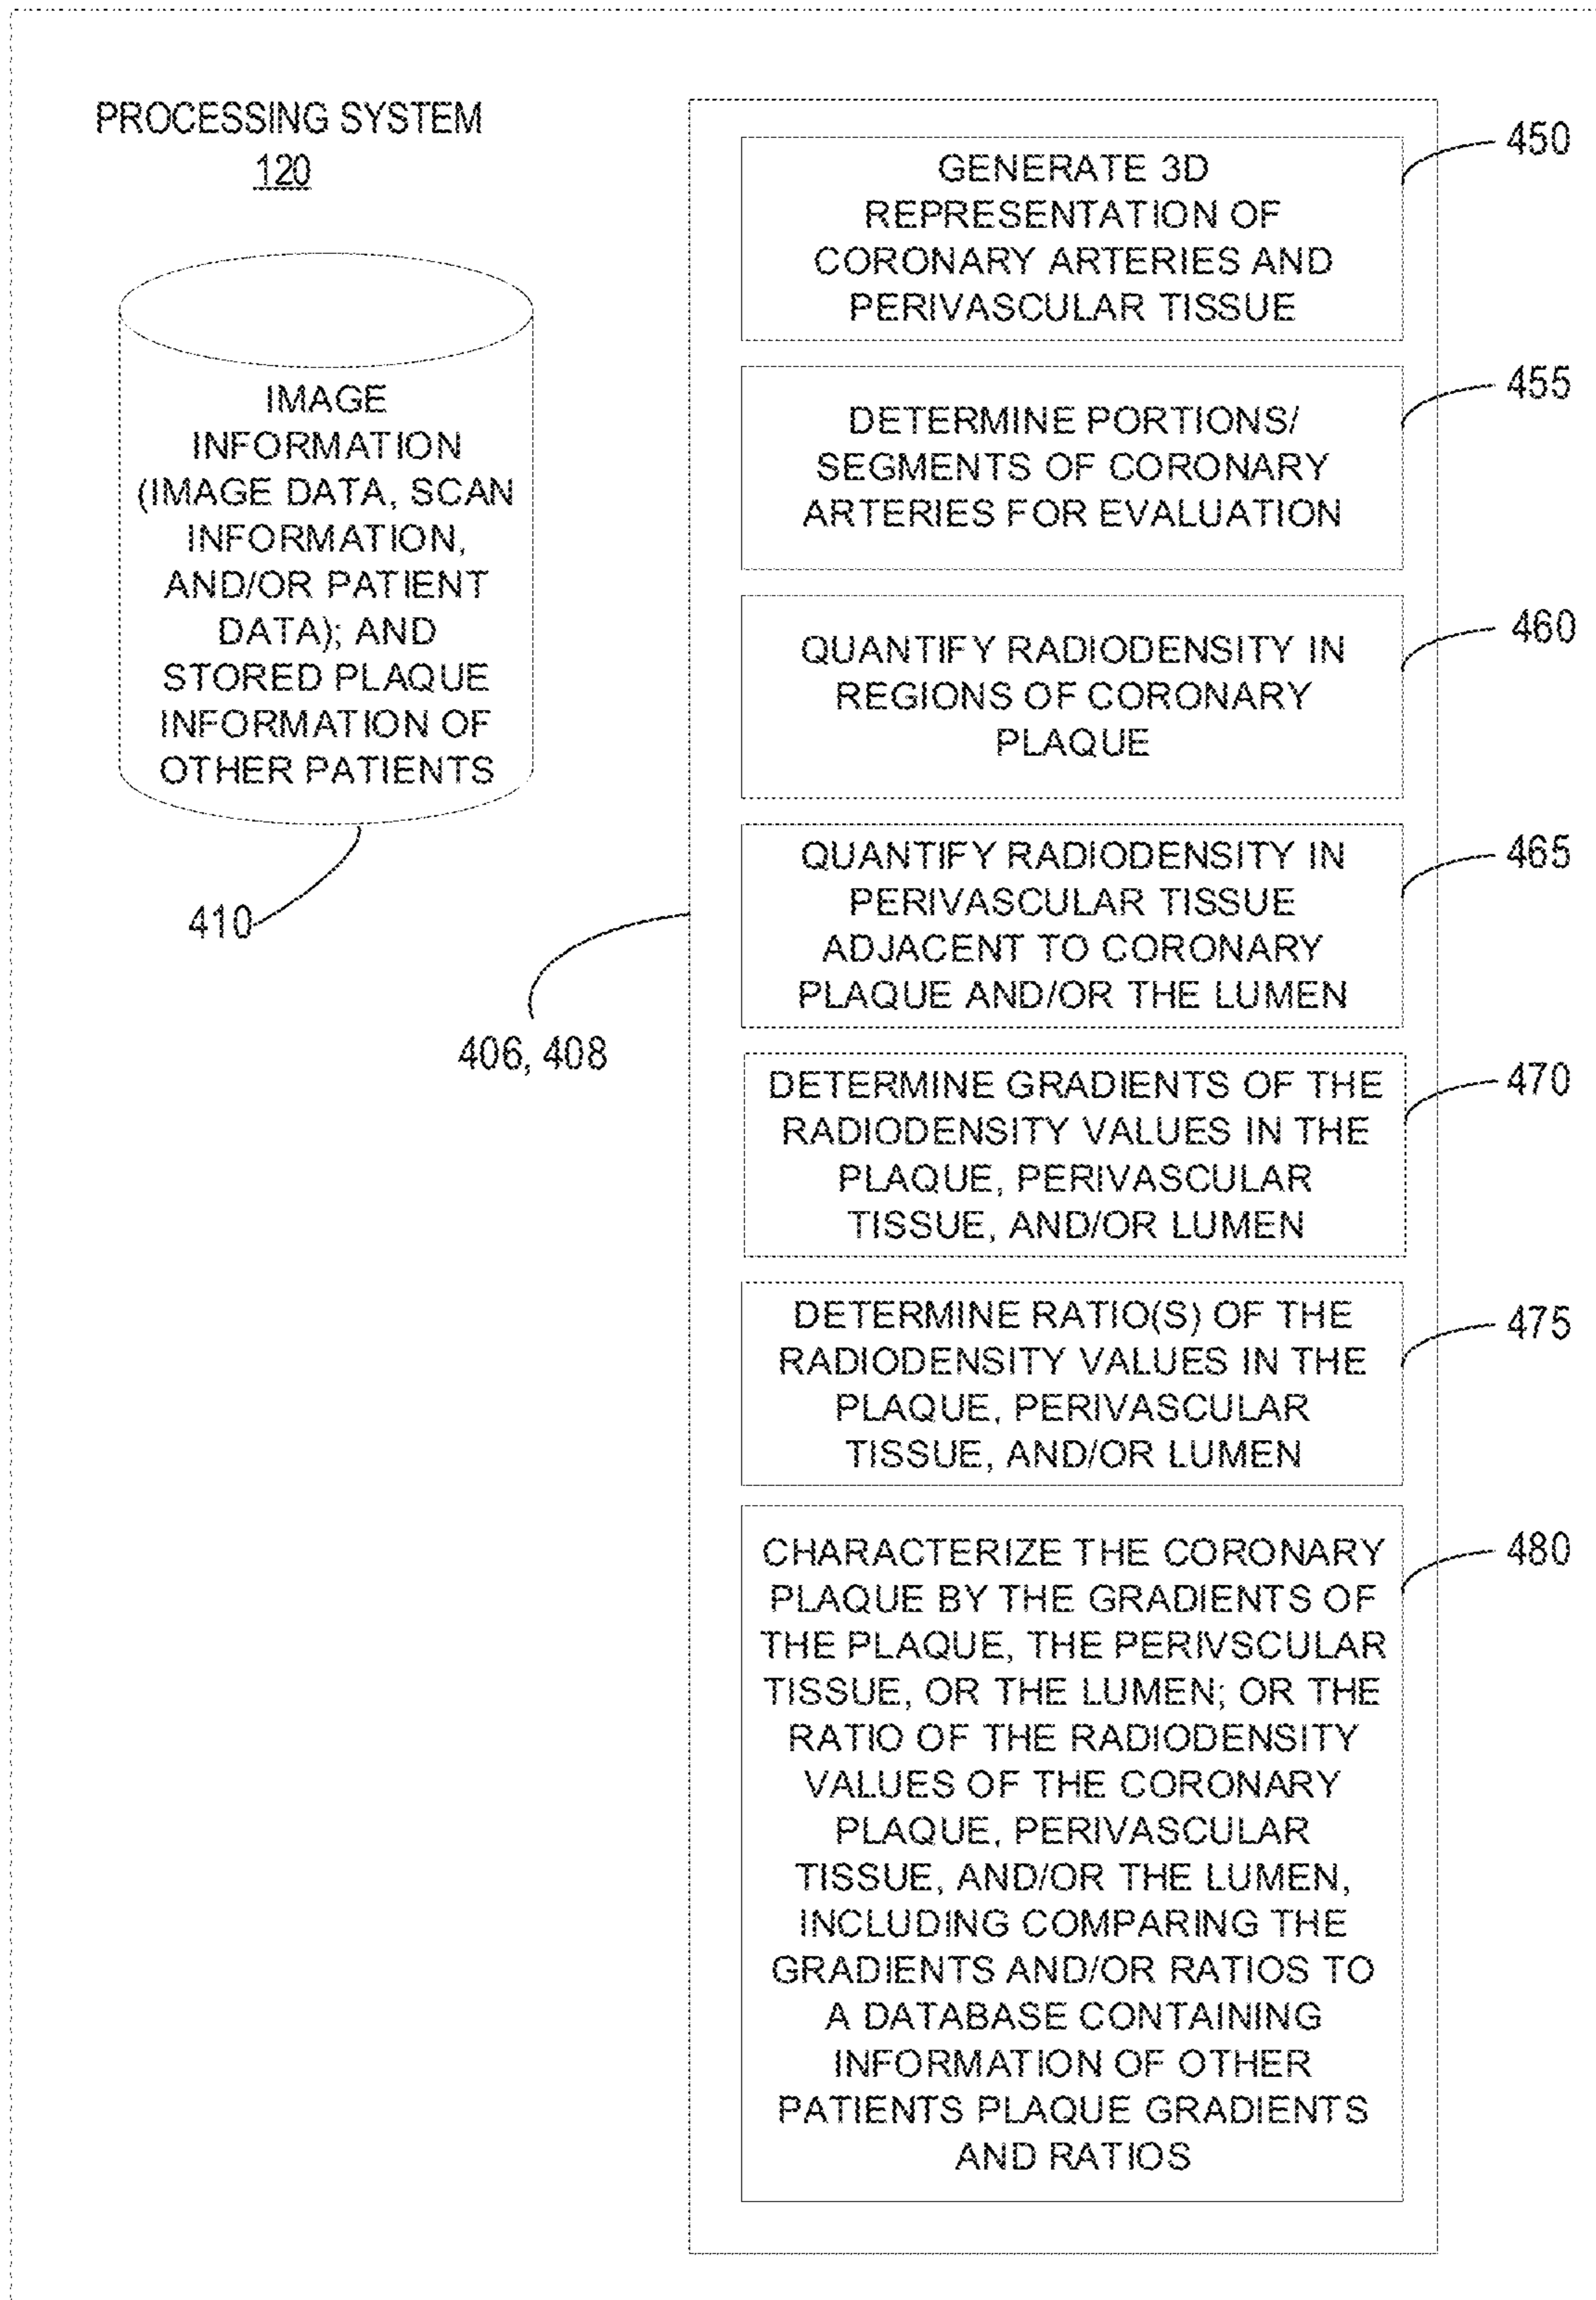 PROCESSING SYSTEM
120
IMAGE
INFORMATION
(IMAGE DATA, SCAN
INFORMATION,
AND/OR PATIENT
DATA); AND
STORED PLAQUE
INFORMATION OF
OTHER PATIENTS
410
406, 408
GENERATE 3D
REPRESENTATION OF
CORONARY ARTERIES AND
PERIVASCULAR TISSUE
450
DETERMINE PORTIONS/
SEGMENTS OF CORONARY
ARTERIES FOR EVALUATION
455
QUANTIFY RADIODENSITY IN
REGIONS OF CORONARY
PLAQUE
460
QUANTIFY RADIODENSITY IN
PERIVASCULAR TISSUE
ADJACENT TO CORONARY
PLAQUE AND/OR THE LUMEN
465
DETERMINE GRADIENTS OF THE
RADIODENSITY VALUES IN THE
PLAQUE, PERIVASCULAR
TISSUE, AND/OR LUMEN
470
DETERMINE RATIO(S) OF THE
RADIODENSITY VALUES IN THE
PLAQUE, PERIVASCULAR
TISSUE, AND/OR LUMEN
475
CHARACTERIZE THE CORONARY
PLAQUE BY THE GRADIENTS OF
THE PLAQUE, THE PERIVSCULAR
TISSUE, OR THE LUMEN; OR THE
RATIO OF THE RADIODENSITY
VALUES OF THE CORONARY
PLAQUE, PERIVASCULAR
TISSUE, AND/OR THE LUMEN,
INCLUDING COMPARING THE
GRADIENTS AND/OR RATIOS TO
A DATABASE CONTAINING
INFORMATION OF OTHER
PATIENTS PLAQUE GRADIENTS
AND RATIOS
480